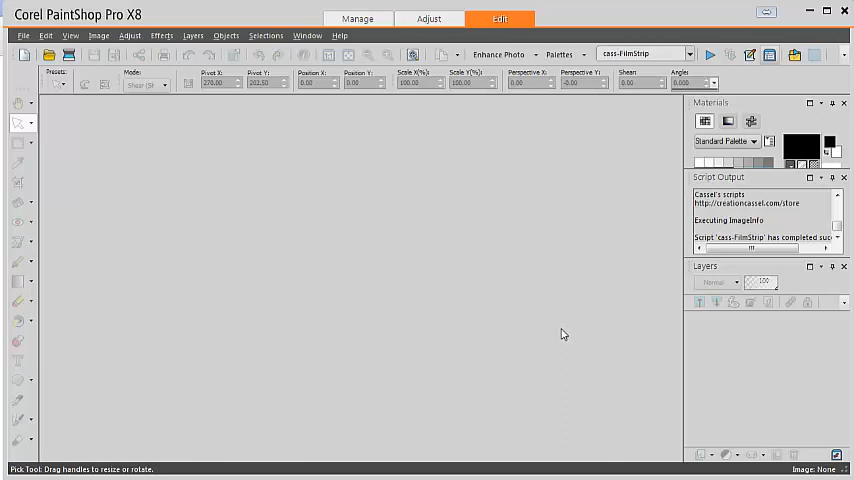 Corel PaintShop Pro X8
Manage
Adjust
Edit
File Edit View Image Adjust Effects Layers Objects Selections Window Help
Enhance Photo
Palettes
cass-FilmStrip
Presets:
Mode:
Shear (Sh
Pivot X:
270.00
Pivot Y:
202.50
Position X:
0.00
Position Y:
0.00
Scale X(%):
100.00
Scale Y(%):
100.00
Perspective X:
0.00
Perspective Y:
-0.00
Shear:
0.00
Angle:
0.000
Materials
Standard Palette
Script Output
Cassel's scripts
http://creationcassel.com/store
Executing ImageInfo
Script 'cass-FilmStrip' has completed succ
Layers
Normal
100
Pick Tool: Drag handles to resize or rotate.
Image: None